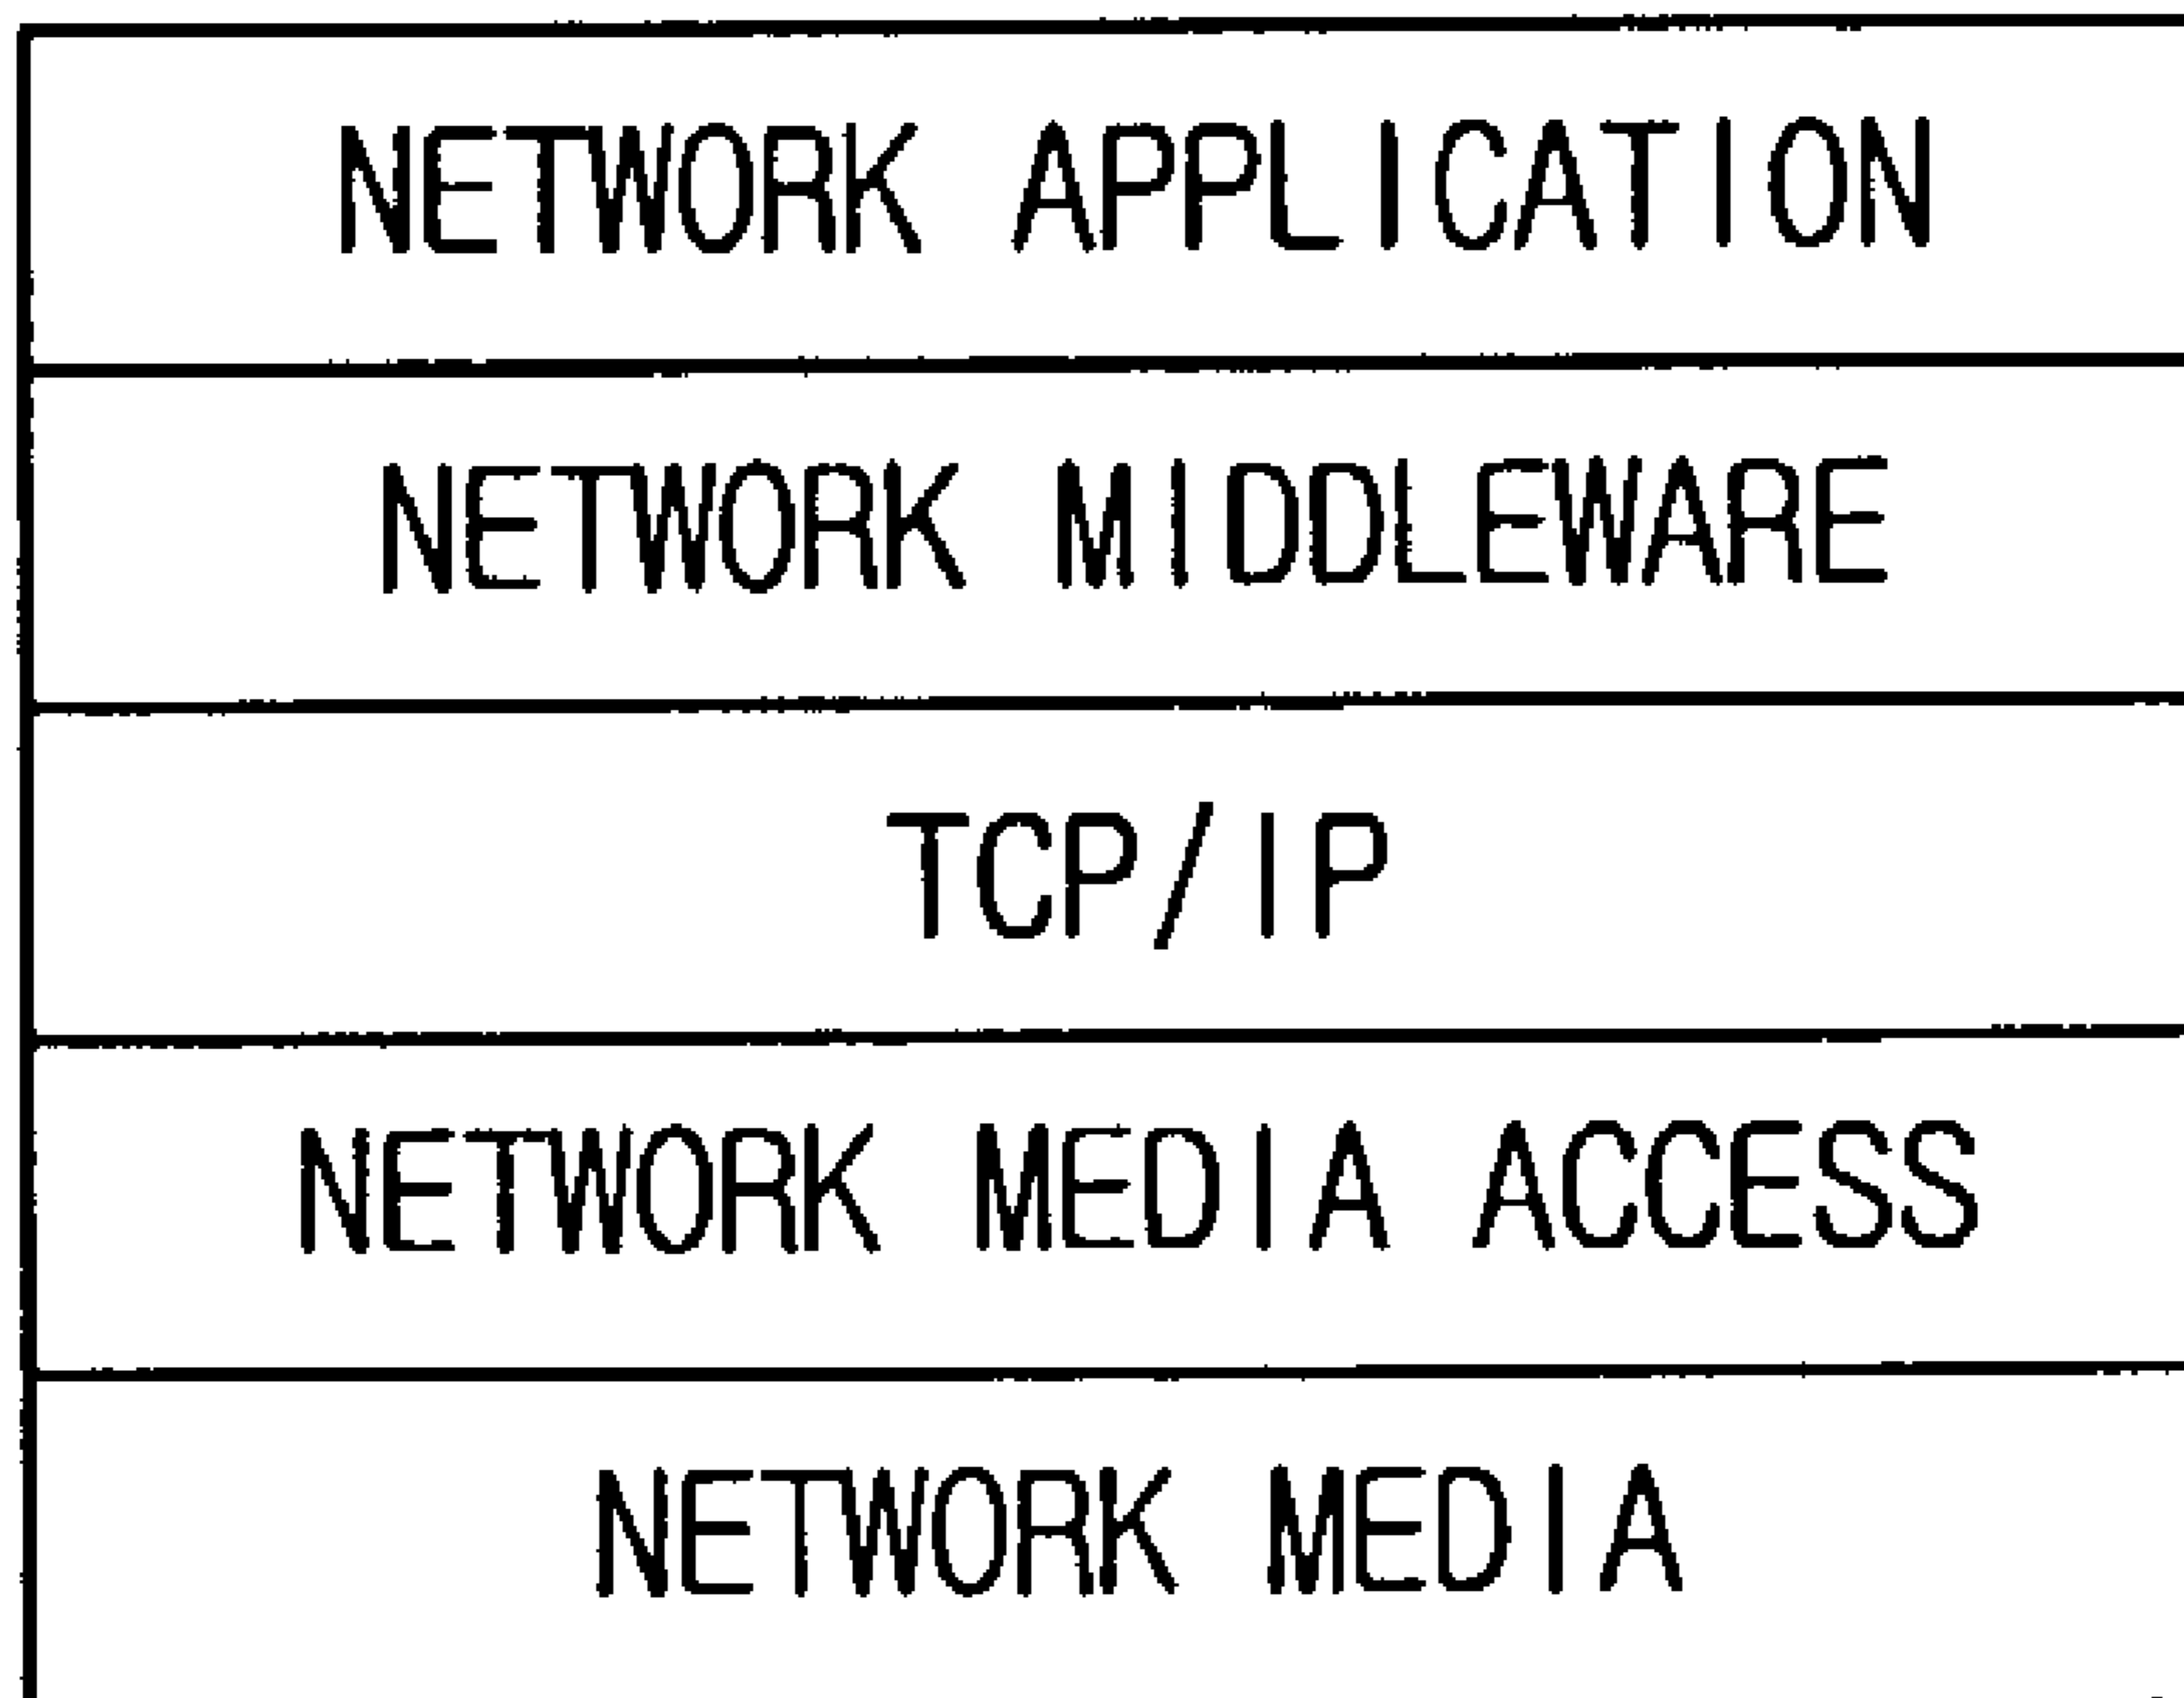 NETWORK APPLICATION
NETWORK MIDDLEWARE
TCP/IP
NETWORK MEDIA ACCESS
NETWORK MEDIA